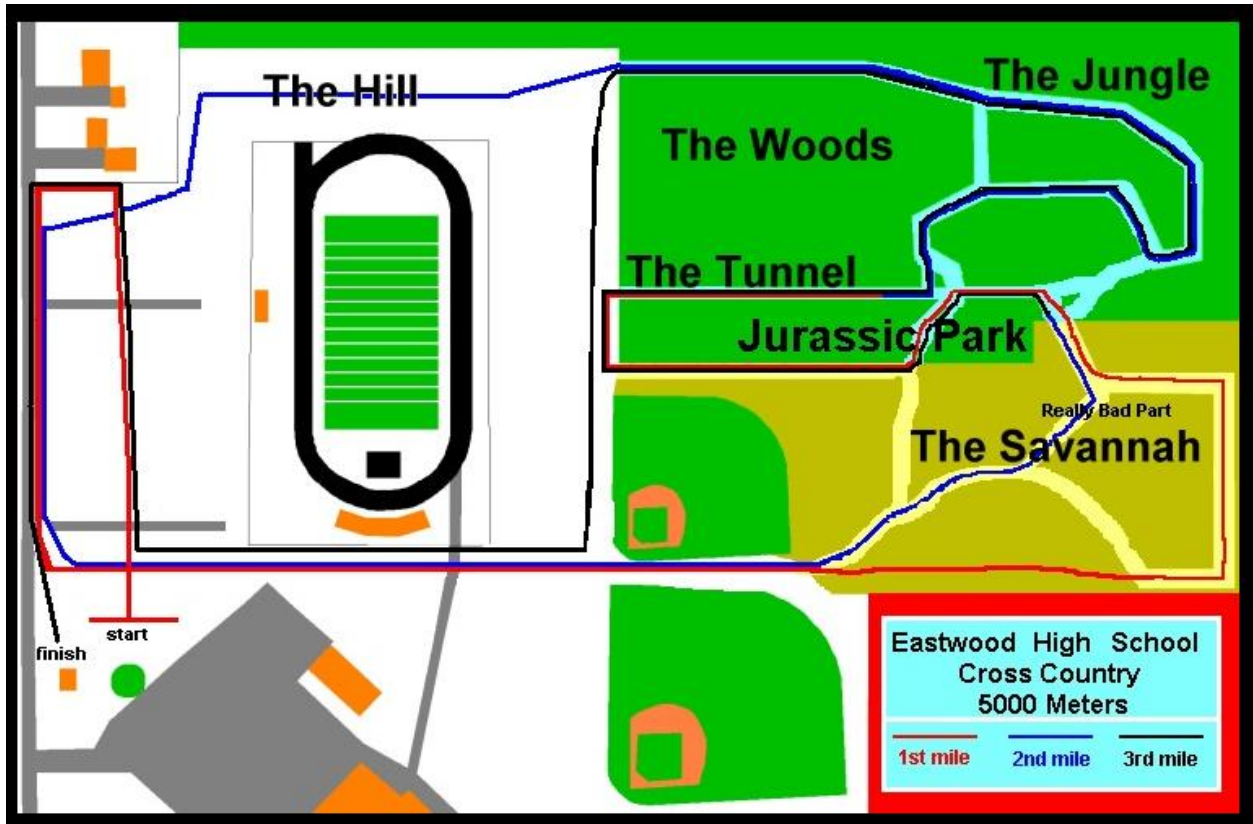 The Hill
The Jungle
The Woods
The Tunnel
Jurassic Park
Really Bad Part
The Savannah
start
finish
Eastwood High School
Cross Country
5000 Meters
1st mile 2nd mile 3rd mile